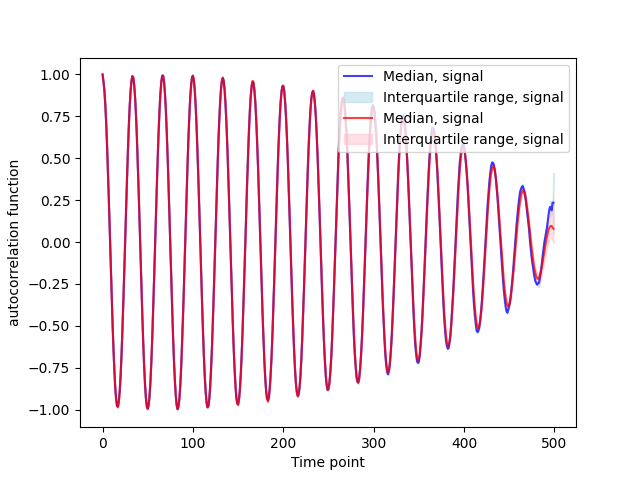 Median, signal
Interquartile range, signal
Median, signal
Interquartile range, signal
1.00
0.75
0.50
0.25
0.00
−0.25
−0.50
−0.75
−1.00
autocorrelation function
0 100 200 300 400 500
Time point